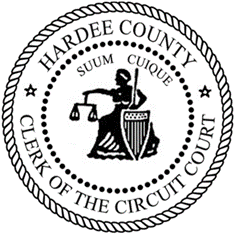 HARDEE COUNTY
SUUM CUIQUE
CLERK OF THE CIRCUIT COURT